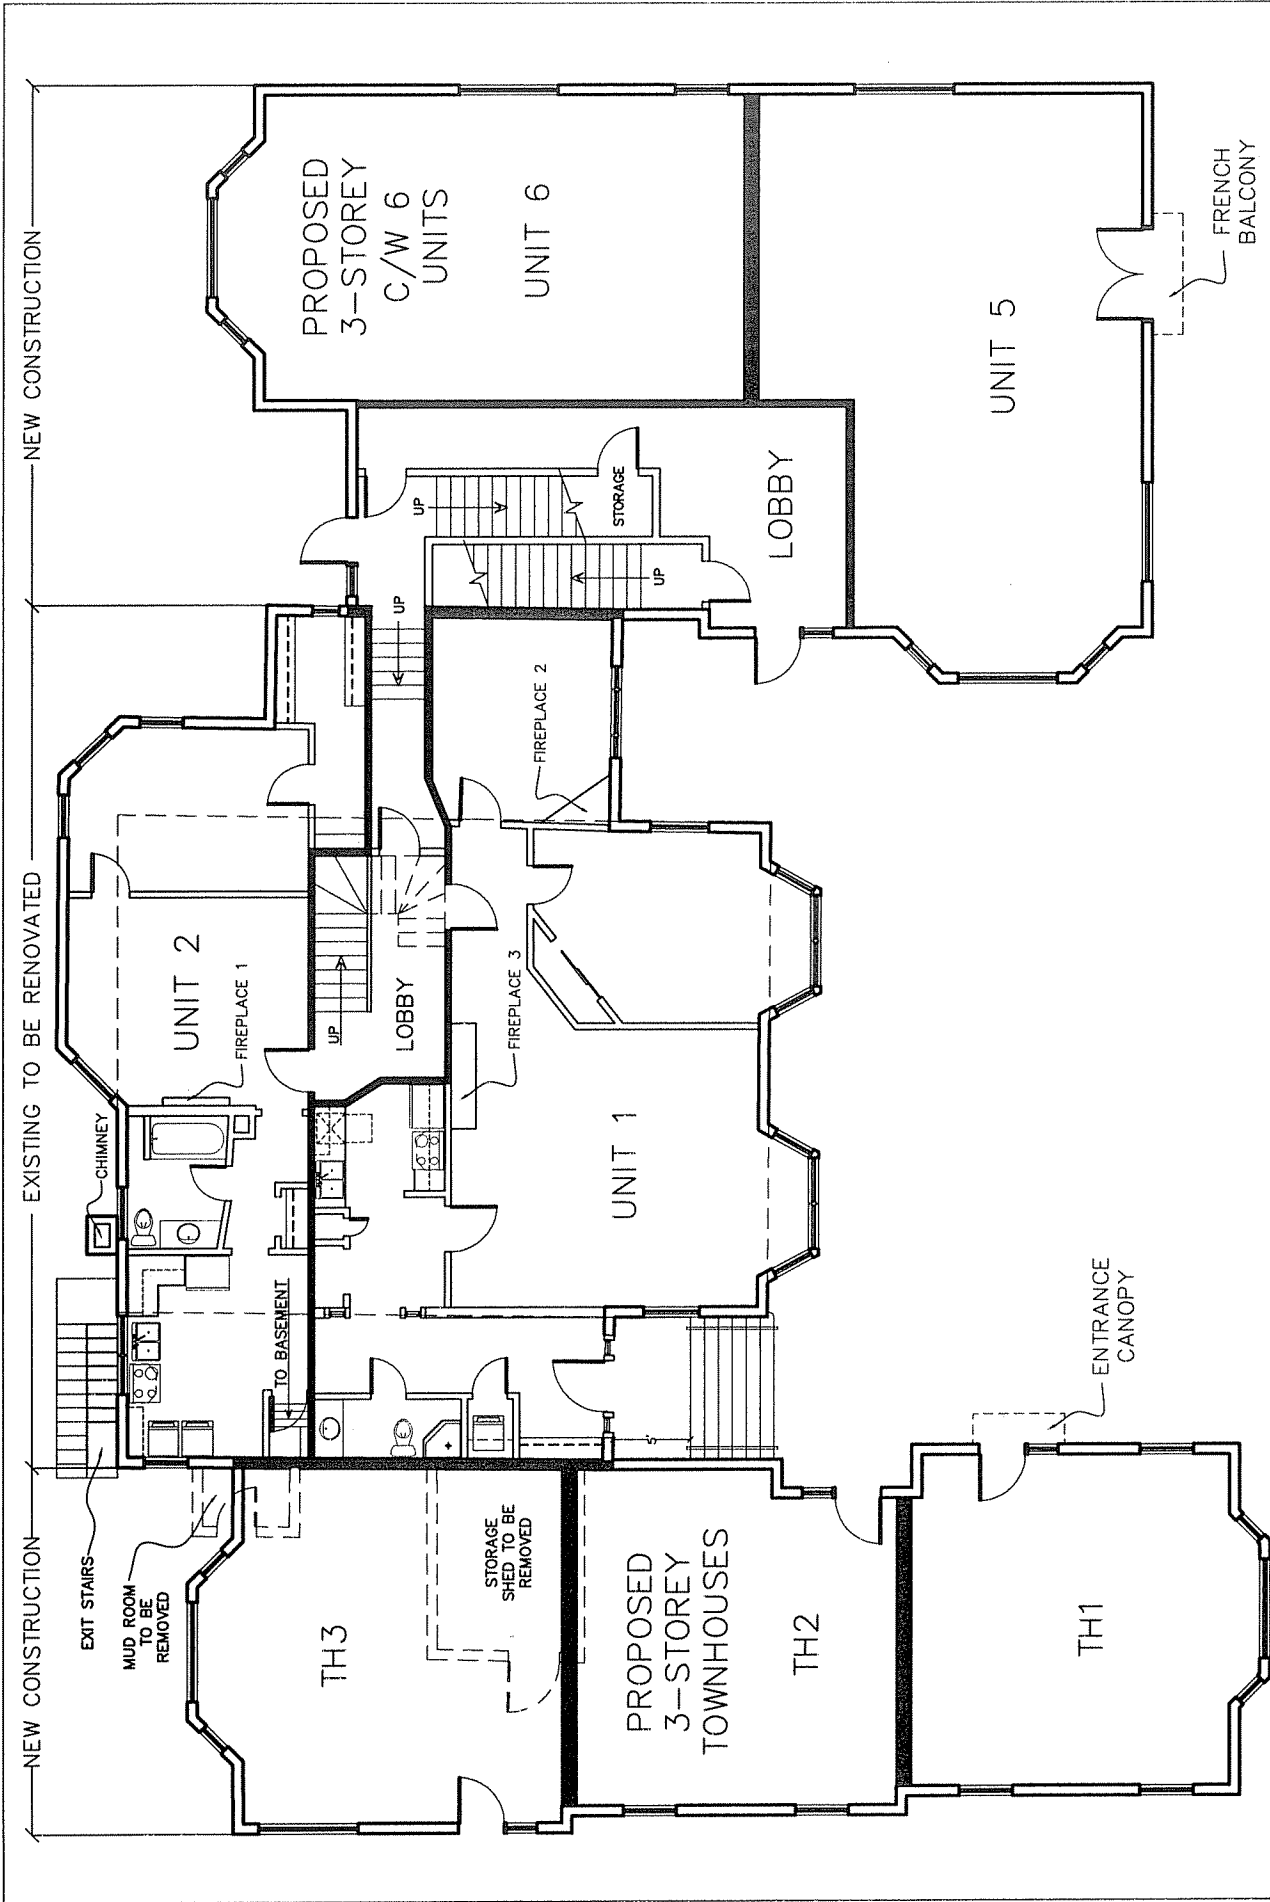 NEW CONSTRUCTION
EXISTING TO BE RENOVATED
NEW CONSTRUCTION
EXIT STAIRS
MUD ROOM
TO BE
REMOVED
CHIMNEY
TH3
STORAGE
SHED TO BE
REMOVED
PROPOSED
3-STOREY
TOWNHOUSES
TH2
TH1
ENTRANCE
CANOPY
TO BASEMENT
5'
UNIT 2
FIREPLACE 1
UP
LOBBY
FIREPLACE 3
UNIT 1
FIREPLACE 2
UP
UP
UP
STORAGE
LOBBY
PROPOSED
3-STOREY
C/W 6
UNITS
UNIT 6
UNIT 5
FRENCH
BALCONY